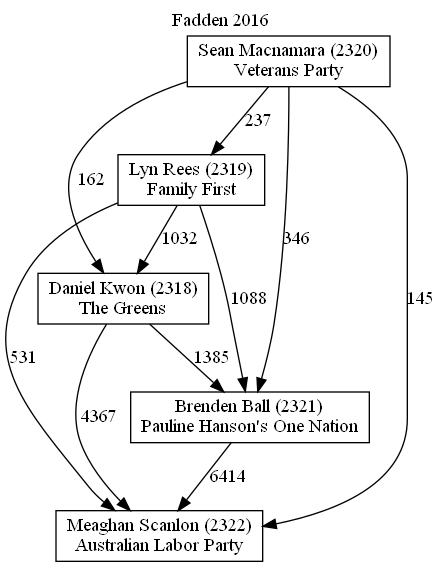 Fadden 2016
Sean Macnamara (2320)
Veterans Party
237
Lyn Rees (2319)
Family First
162
1032
346
Daniel Kwon (2318)
The Greens
1088
145
531
1385
4367
Brenden Ball (2321)
Pauline Hanson's One Nation
6414
Meaghan Scanlon (2322)
Australian Labor Party